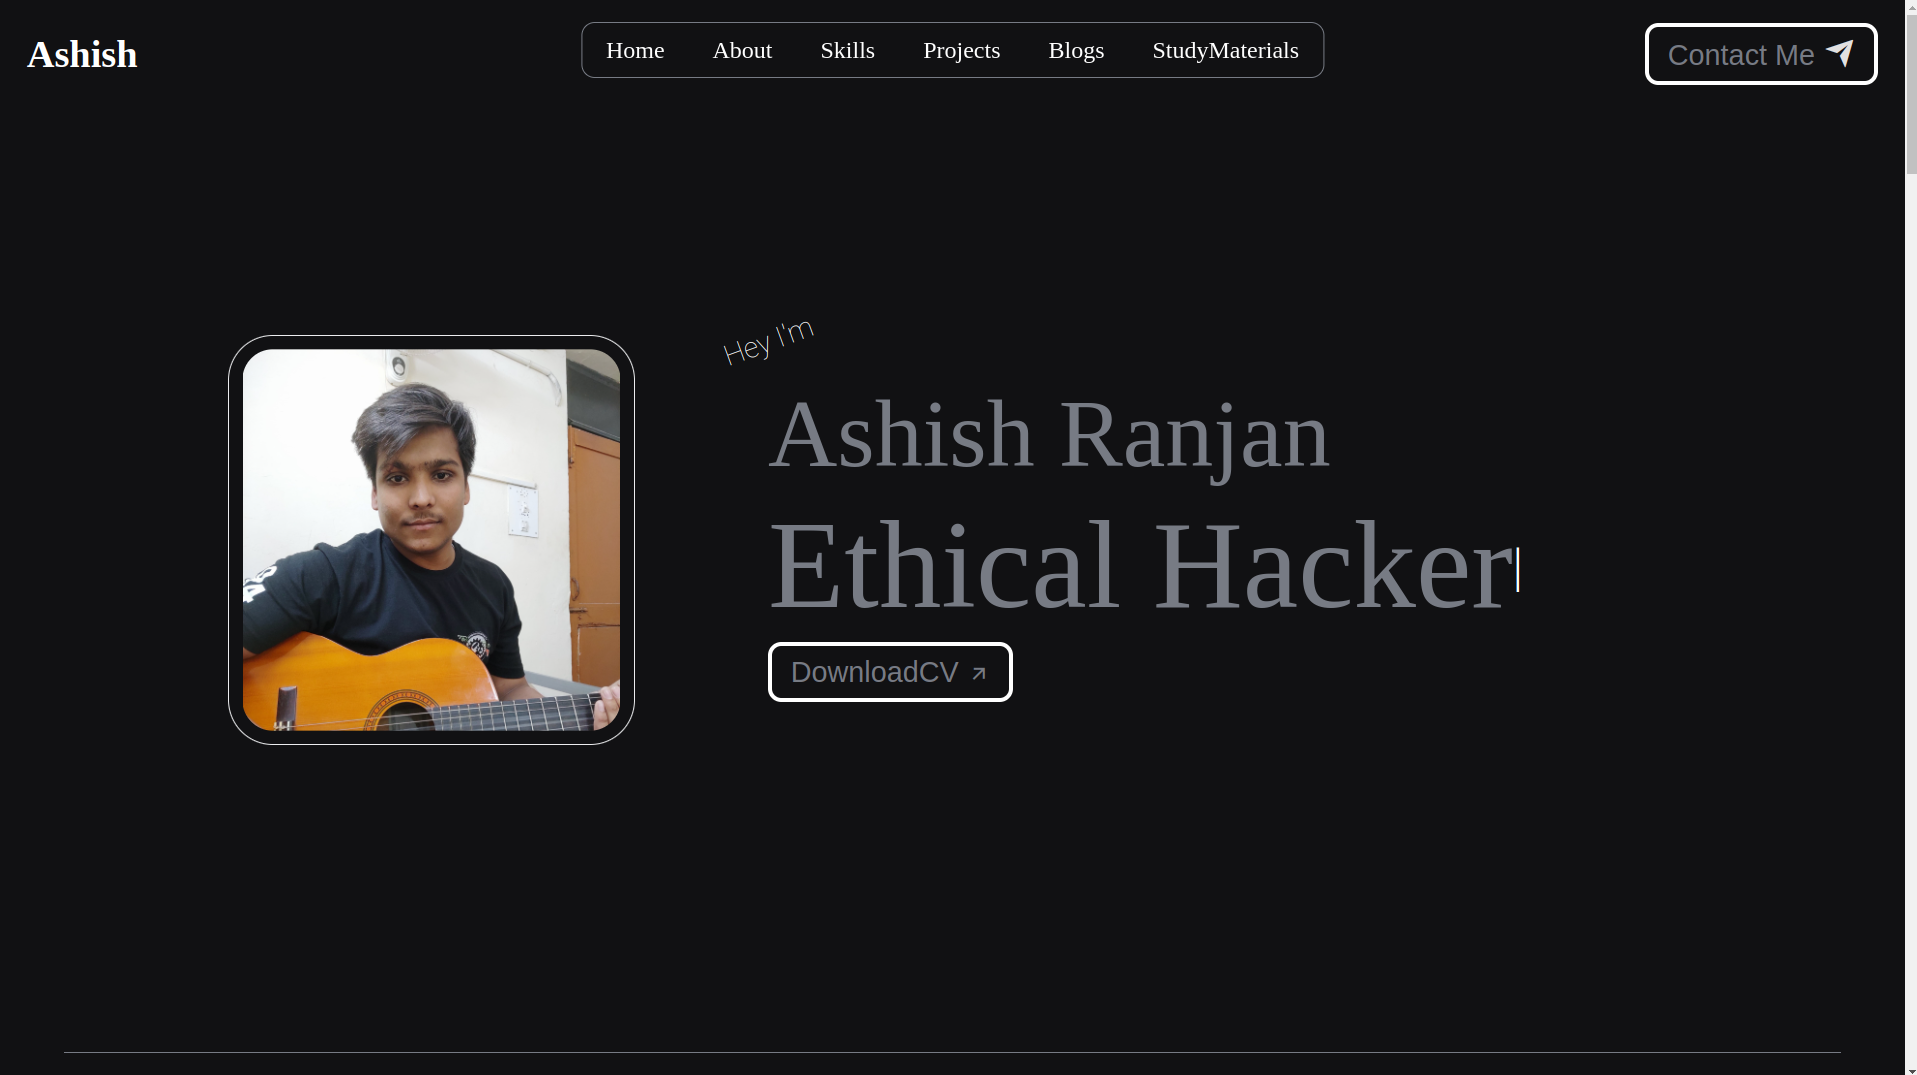 Ashish
Home About Skills Projects Blogs StudyMaterials
Contact Me
Hey I'm
Ashish Ranjan
Ethical Hacker
DownloadCV